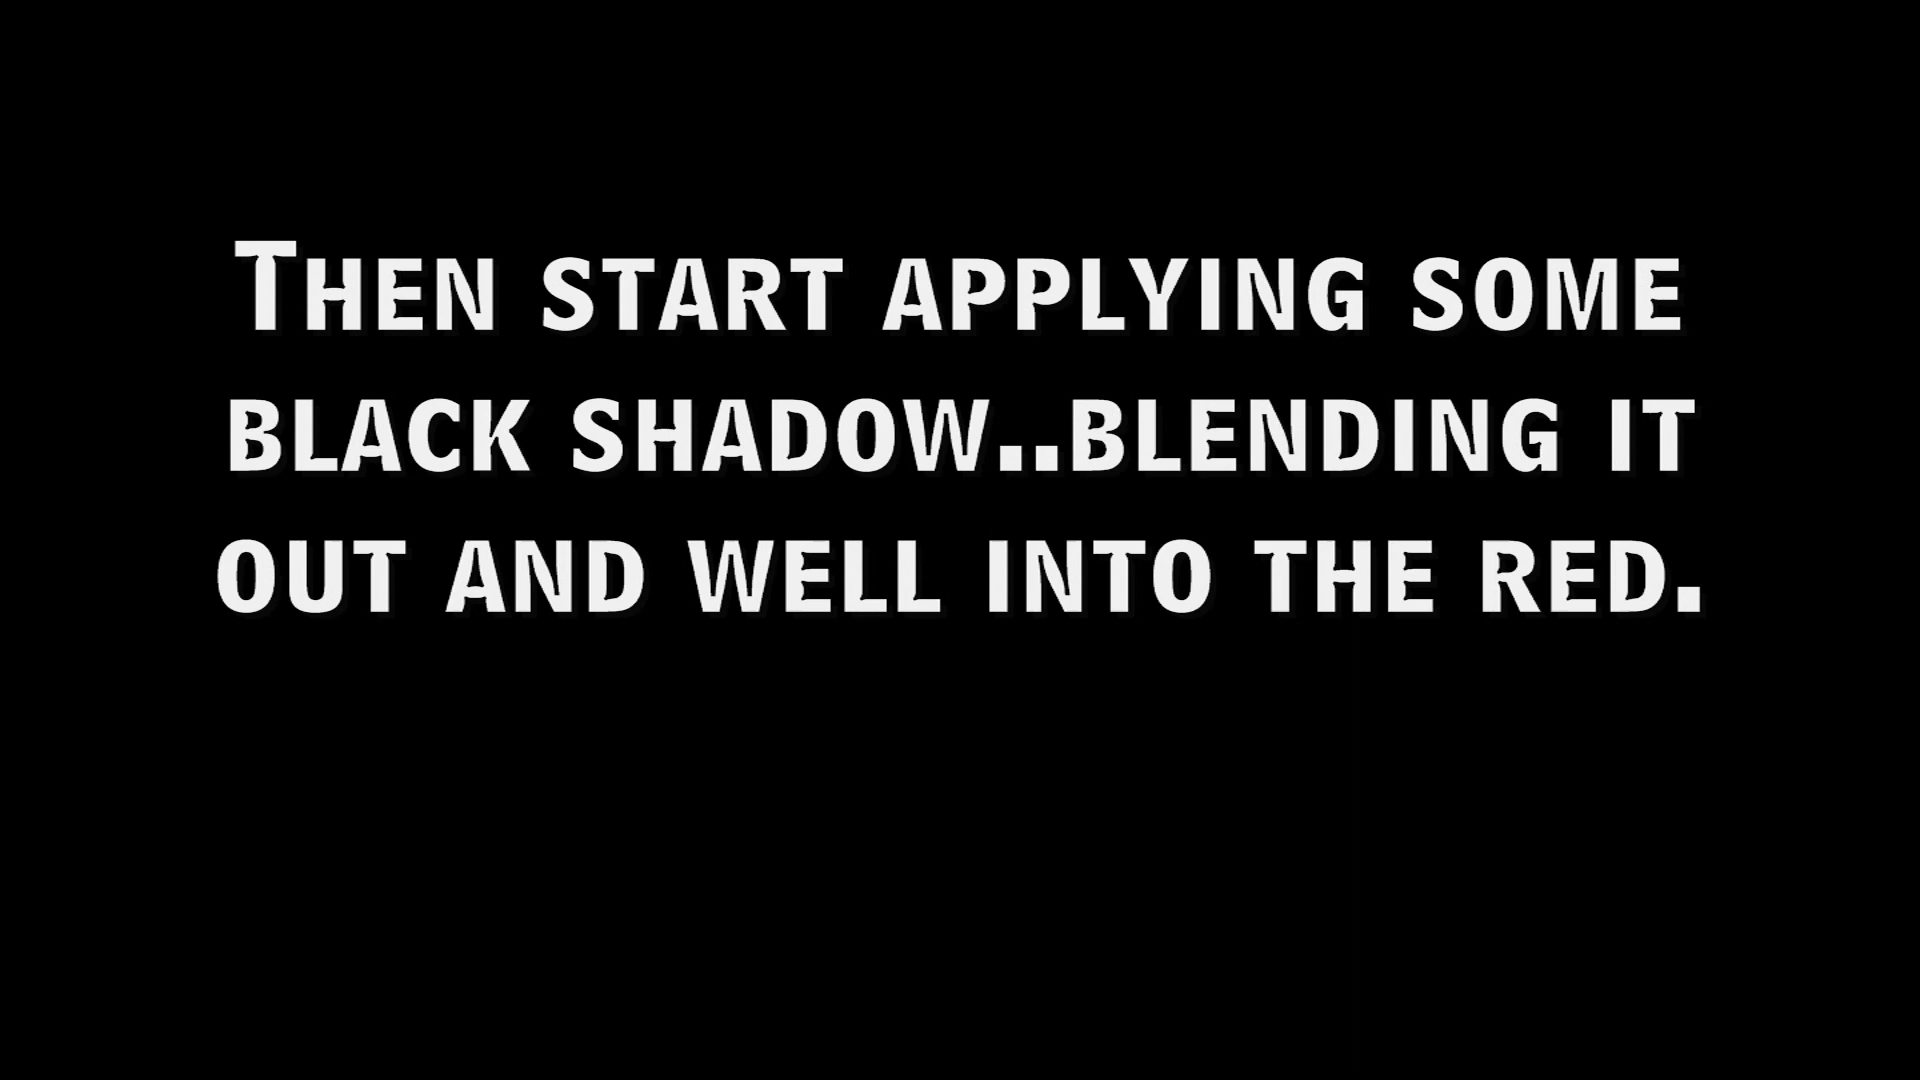 Then start applying some
black shadow..blending it
out and well into the red.